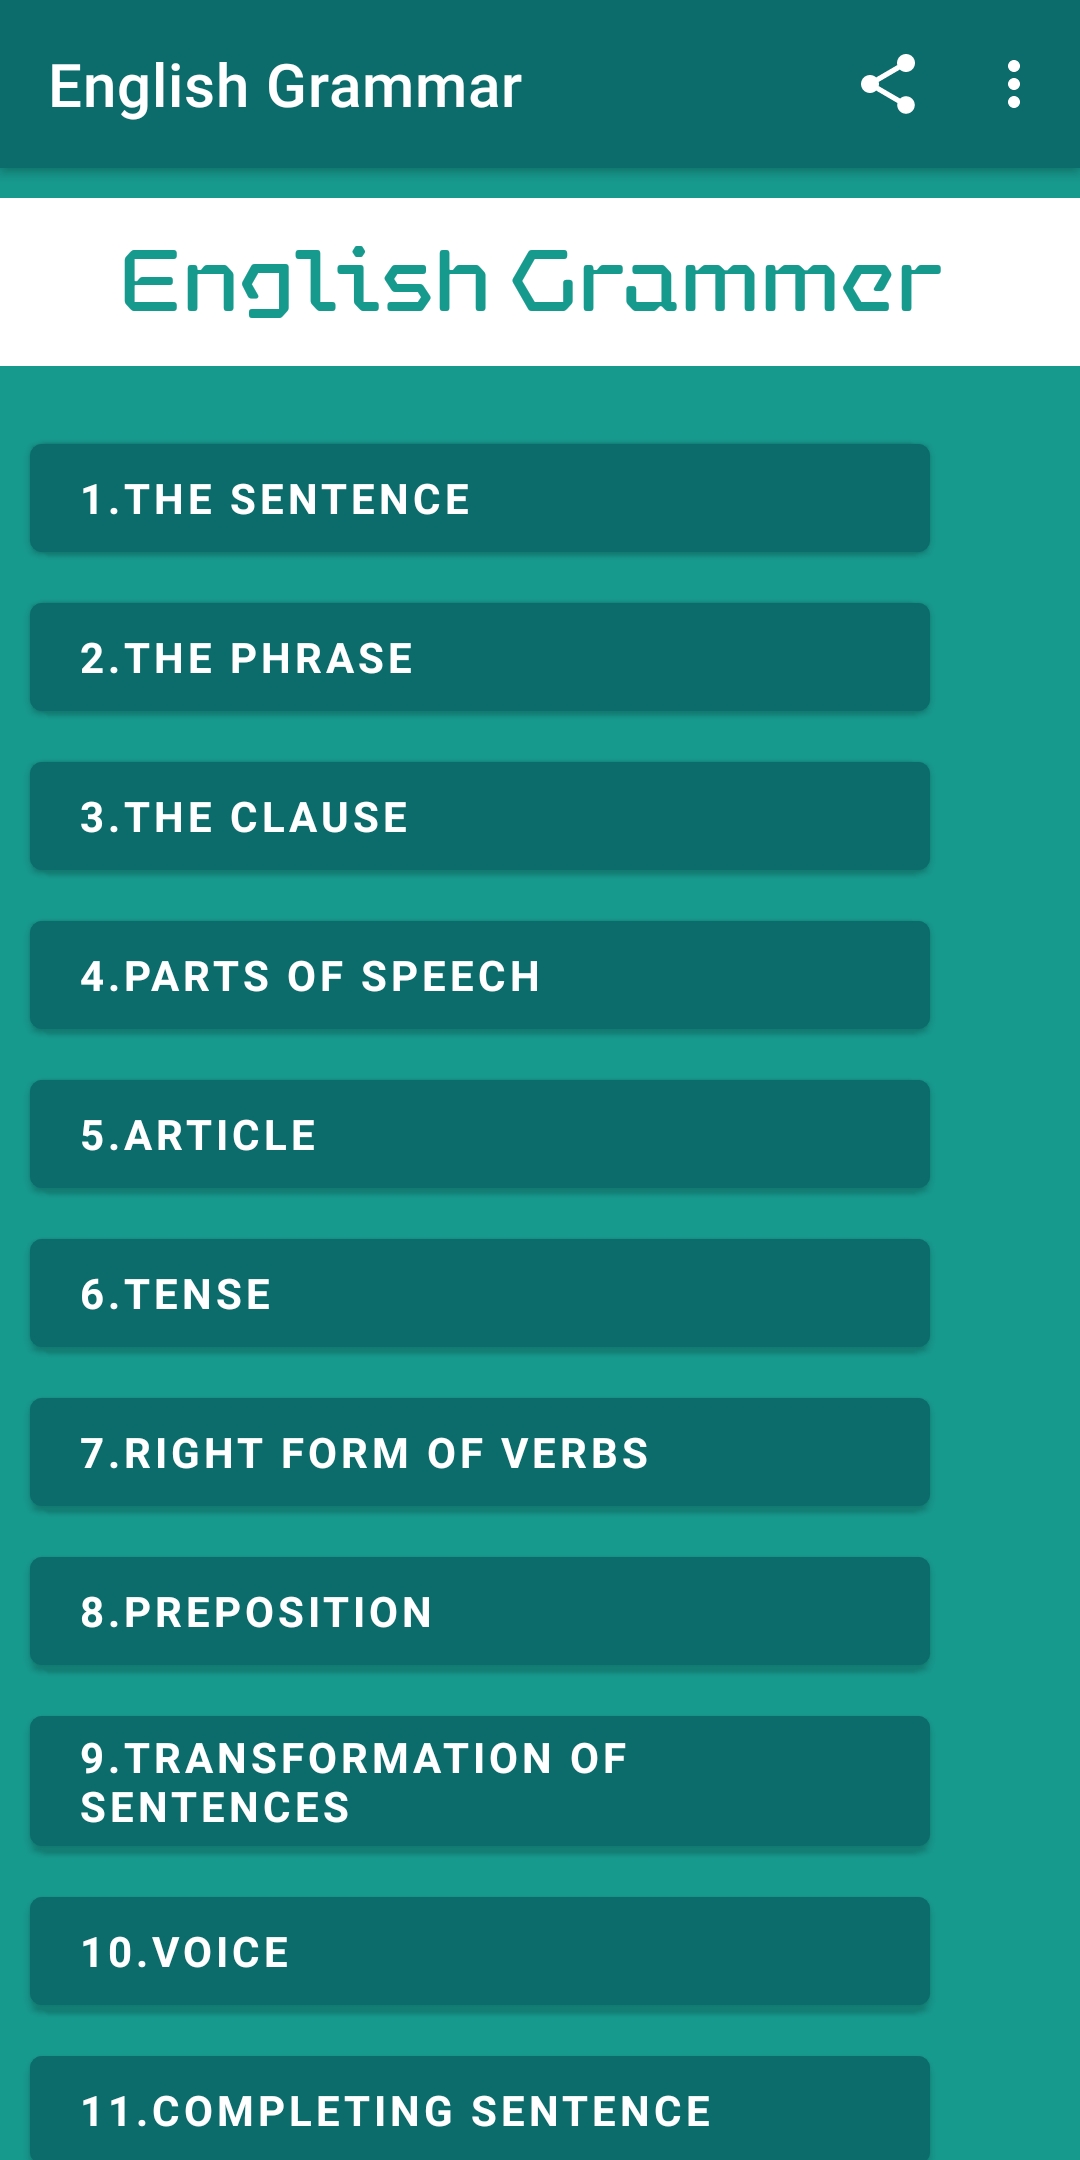 English Grammar
English Grammer
1.THE SENTENCE
2.THE PHRASE
3.THE CLAUSE
4.PARTS OF SPEECH
5.ARTICLE
6.TENSE
7.RIGHT FORM OF VERBS
8.PREPOSITION
9.TRANSFORMATION OF
SENTENCES
10.VOICE
11.COMPLETING SENTENCE